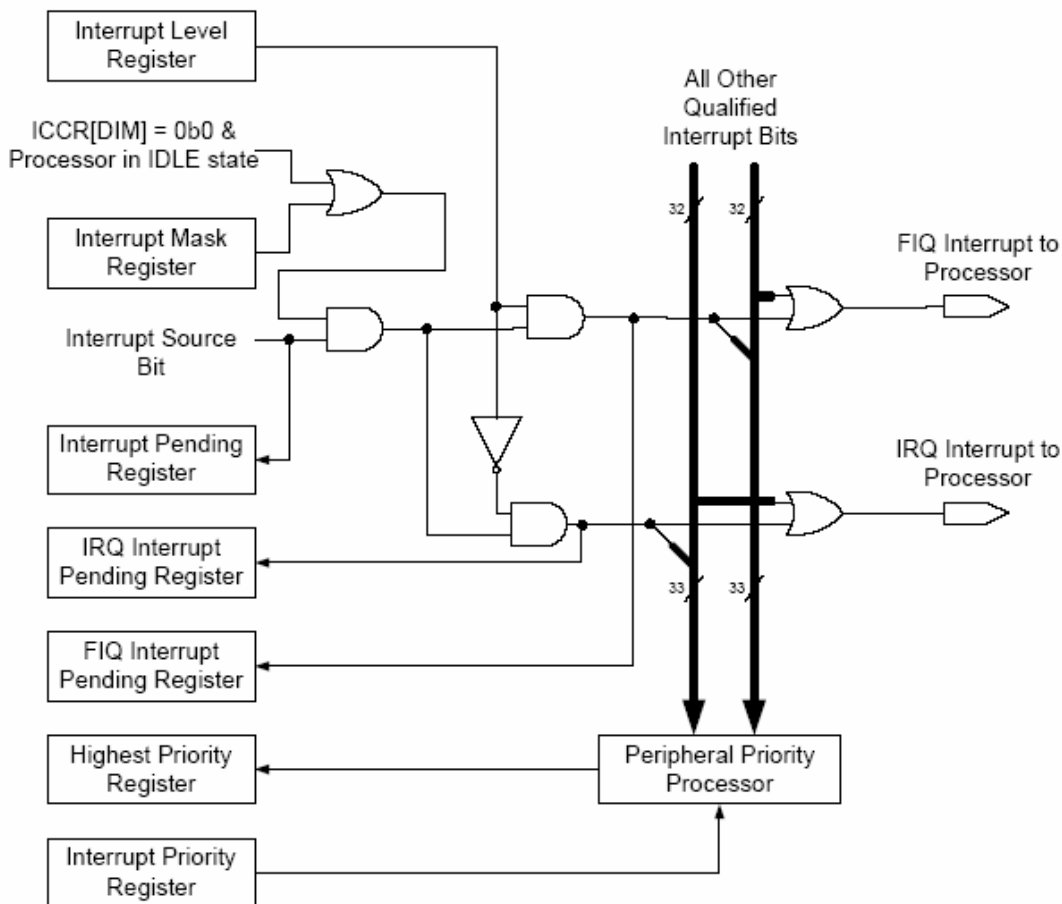 Interrupt Level
Register
All Other
Qualified
Interrupt Bits
ICCR[DIM] = 0b0 &
Processor in IDLE state
32
32
Interrupt Mask
Register
FIQ Interrupt to
Processor
Interrupt Source
Bit
Interrupt Pending
Register
IRQ Interrupt to
Processor
IRQ Interrupt
Pending Register
33
33
FIQ Interrupt
Pending Register
Highest Priority
Register
Peripheral Priority
Processor
Interrupt Priority
Register